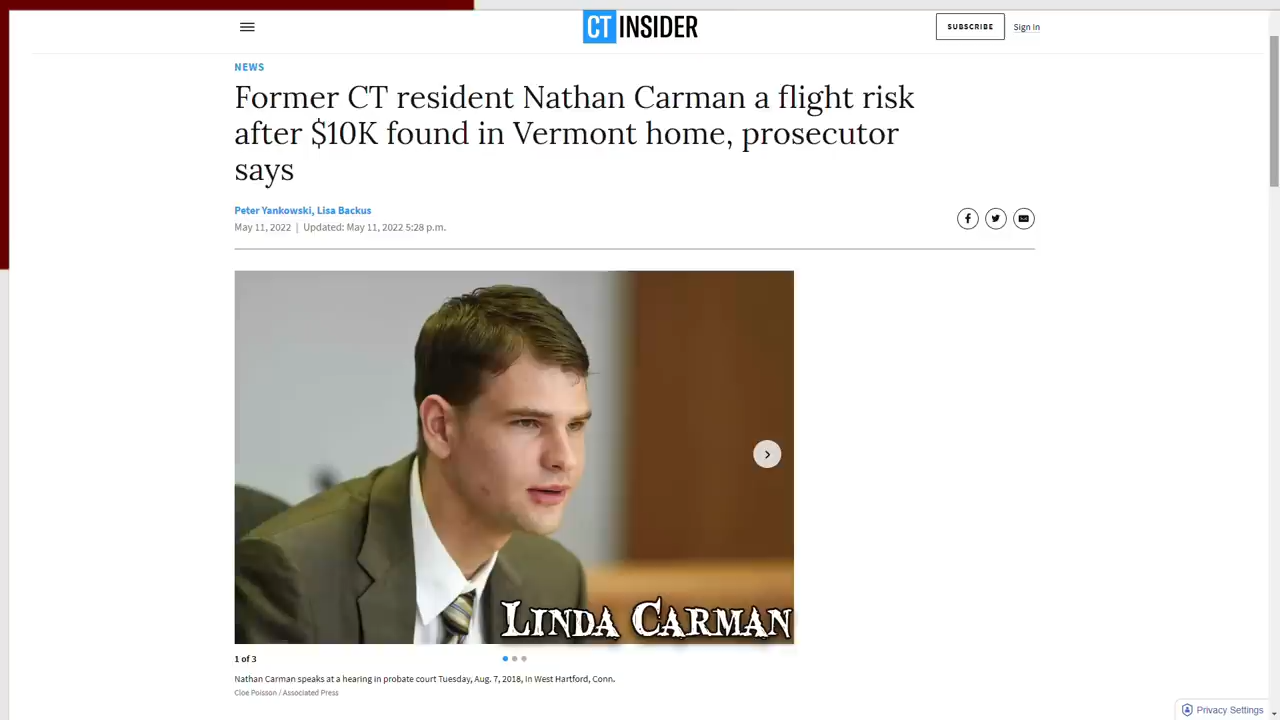 CT INSIDER
SUBSCRIBE
Sign In
NEWS
Former CT resident Nathan Carman a flight risk
after $10K found in Vermont home, prosecutor
says
Peter Yankowski, Lisa Backus
May 11, 2022 | Updated: May 11, 2022 5:28 p.m.
LINDA CARMAN
1 of 3
Nathan Carman speaks at a hearing in probate court Tuesday, Aug. 7, 2018, in West Hartford, Conn.
Cloe Poisson / Associated Press
Privacy Settings